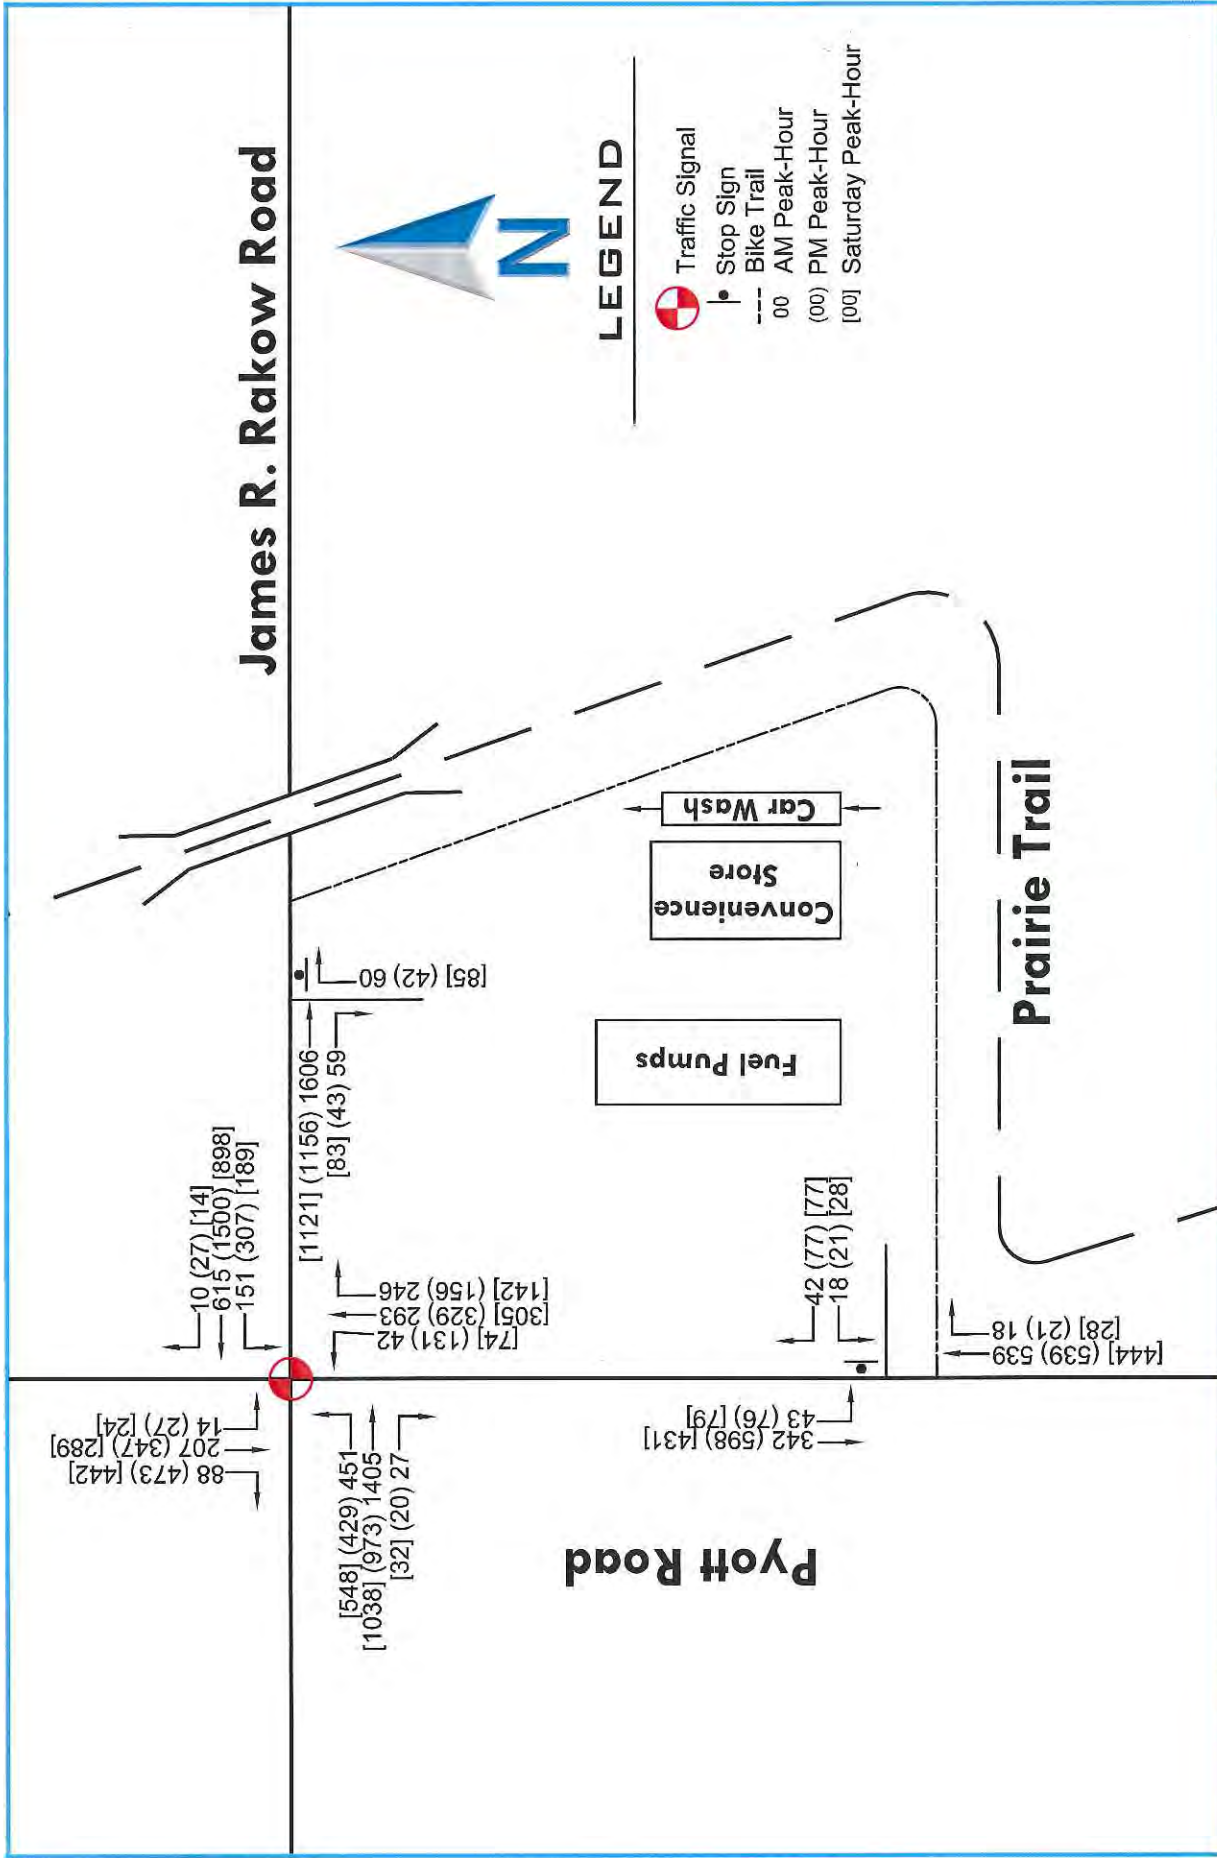 James R. Rakow Road
N
LEGEND
Traffic Signal
Stop Sign
Bike Trail
00 AM Peak-Hour
(00) PM Peak-Hour
[00] Saturday Peak-Hour
10 (27) [14]
615 (1500) [898]
151 (307) [189]
14 (27) [24]
207 (347) [289]
88 (473) [442]
[548] (429) 451
[1038] (973) 1405
[32] (20) 27
[74] (131) 42
[305] (329) 293
[142] (156) 246
[1121] (1156) 1606
[83] (43) 59
[85] (42) 60
Car Wash
Convenience
Store
Fuel Pumps
42 (77) [77]
18 (21) [28]
43 (76) [79]
342 (598) [431]
[444] (539) 539
[28] (21) 18
Pyott Road
Prairie Trail